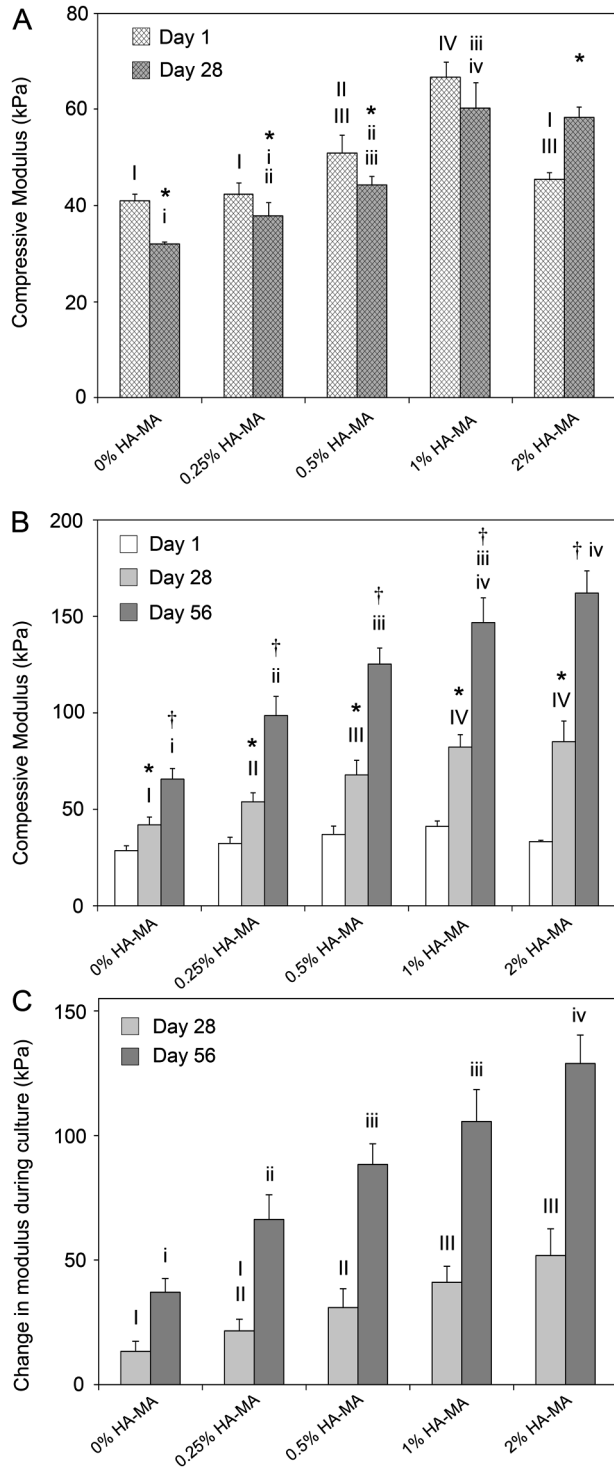 A
Compressive Modulus (kPa)
80
60
40
20
0
Day 1
Day 28
I
*
i
I
*
i
ii
II
III
*
ii
iii
IV
iii
iv
I
III
*
0% HA-MA
0.25% HA-MA
0.5% HA-MA
1% HA-MA
2% HA-MA
B
Compessive Modulus (kPa)
200
150
100
50
0
Day 1
Day 28
Day 56
*
I
†
i
*
II
†
ii
*
III
†
iii
*
IV
†
iii
iv
*
IV
† iv
0% HA-MA
0.25% HA-MA
0.5% HA-MA
1% HA-MA
2% HA-MA
C
Change in modulus during culture (kPa)
150
100
50
0
Day 28
Day 56
I
i
I
II
ii
II
iii
III
iii
III
iv
0% HA-MA
0.25% HA-MA
0.5% HA-MA
1% HA-MA
2% HA-MA